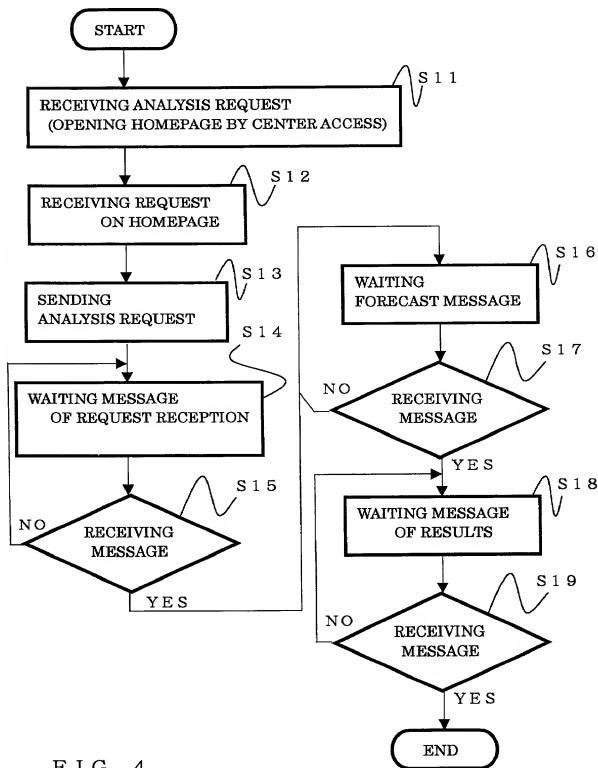 START
S11
RECEIVING ANALYSIS REQUEST
(OPENING HOMEPAGE BY CENTER ACCESS)
S12
RECEIVING REQUEST
ON HOMEPAGE
S13
SENDING
ANALYSIS REQUEST
S14
WAITING MESSAGE
OF REQUEST RECEPTION
S15
NO
RECEIVING
MESSAGE
YES
S16
WAITING
FORECAST MESSAGE
S17
NO
RECEIVING
MESSAGE
YES
S18
WAITING MESSAGE
OF RESULTS
S19
NO
RECEIVING
MESSAGE
YES
END
FIG. 4